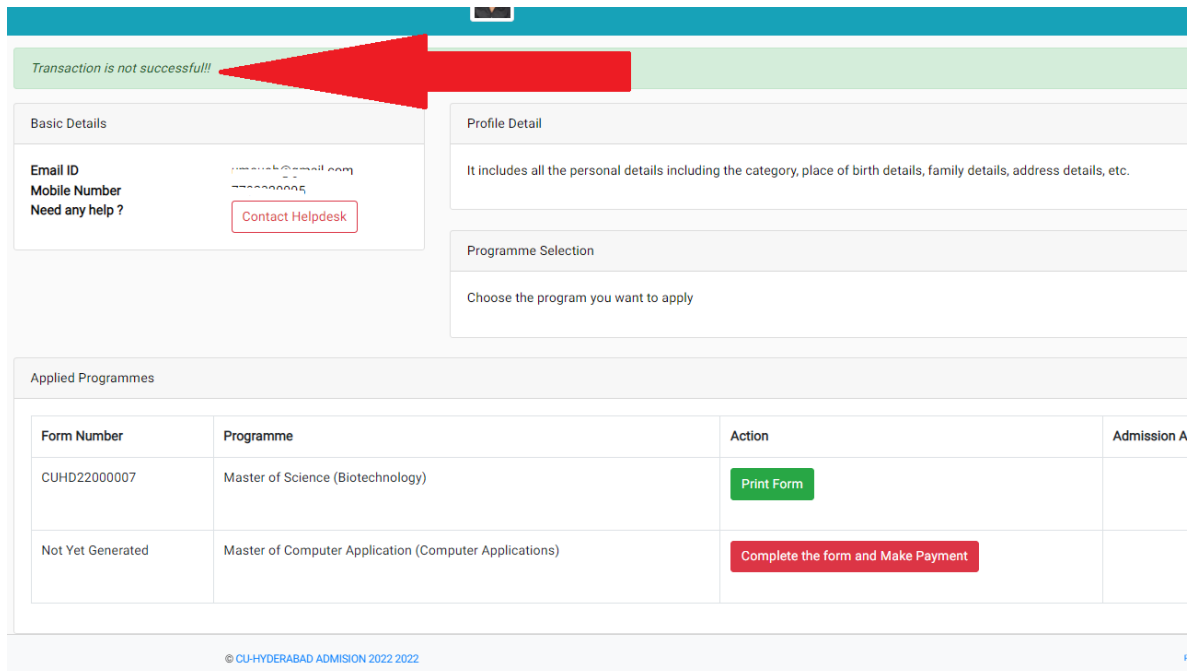 Transaction is not successful!!
Basic Details
Email ID
Mobile Number
Need any help ?
Contact Helpdesk
Profile Detail
It includes all the personal details including the category, place of birth details, family details, address details, etc.
Programme Selection
Choose the program you want to apply
Applied Programmes
Form Number Programme Action Admission
CUHD22000007 Master of Science (Biotechnology) Print Form
Not Yet Generated Master of Computer Application (Computer Applications) Complete the form and Make Payment
© CU-HYDERABAD ADMISION 2022 2022